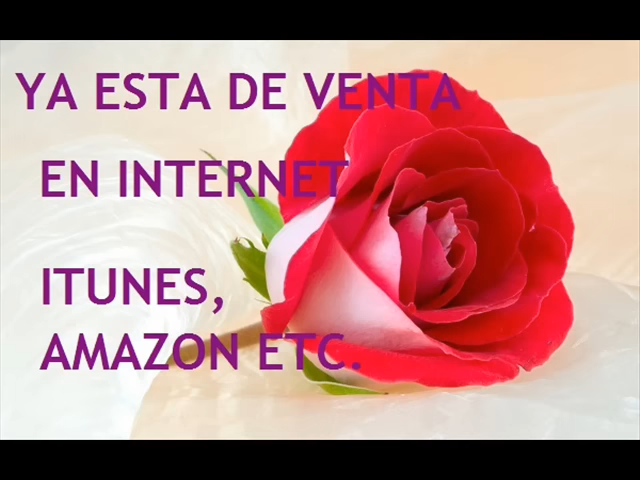 YA ESTA DE VENTA
EN INTERNET
ITUNES,
AMAZON ETC.